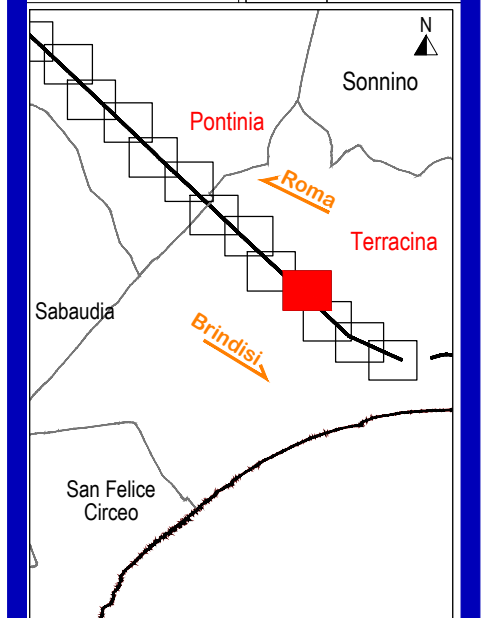 N
Sonnino
Pontinia
Roma
Terracina
Sabaudia
Brindisi
San Felice
Circeo